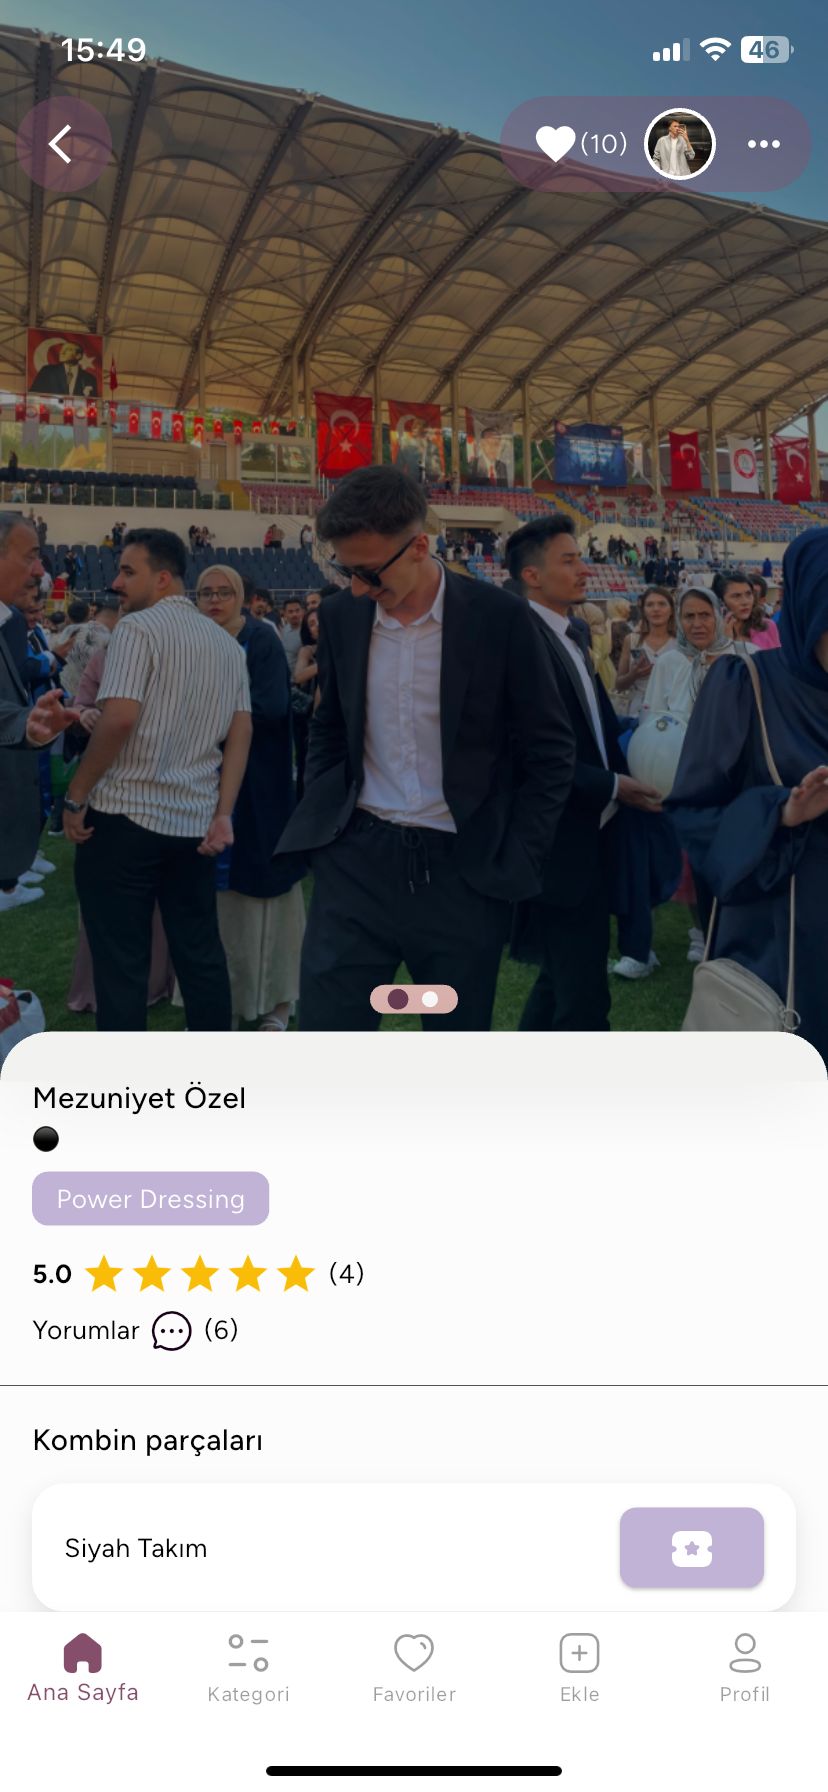 15:49
46
(10)
Mezuniyet Özel
Power Dressing
5.0 (4)
Yorumlar (6)
Kombin parçaları
Siyah Takım
Ana Sayfa
Kategori
Favoriler
Ekle
Profil